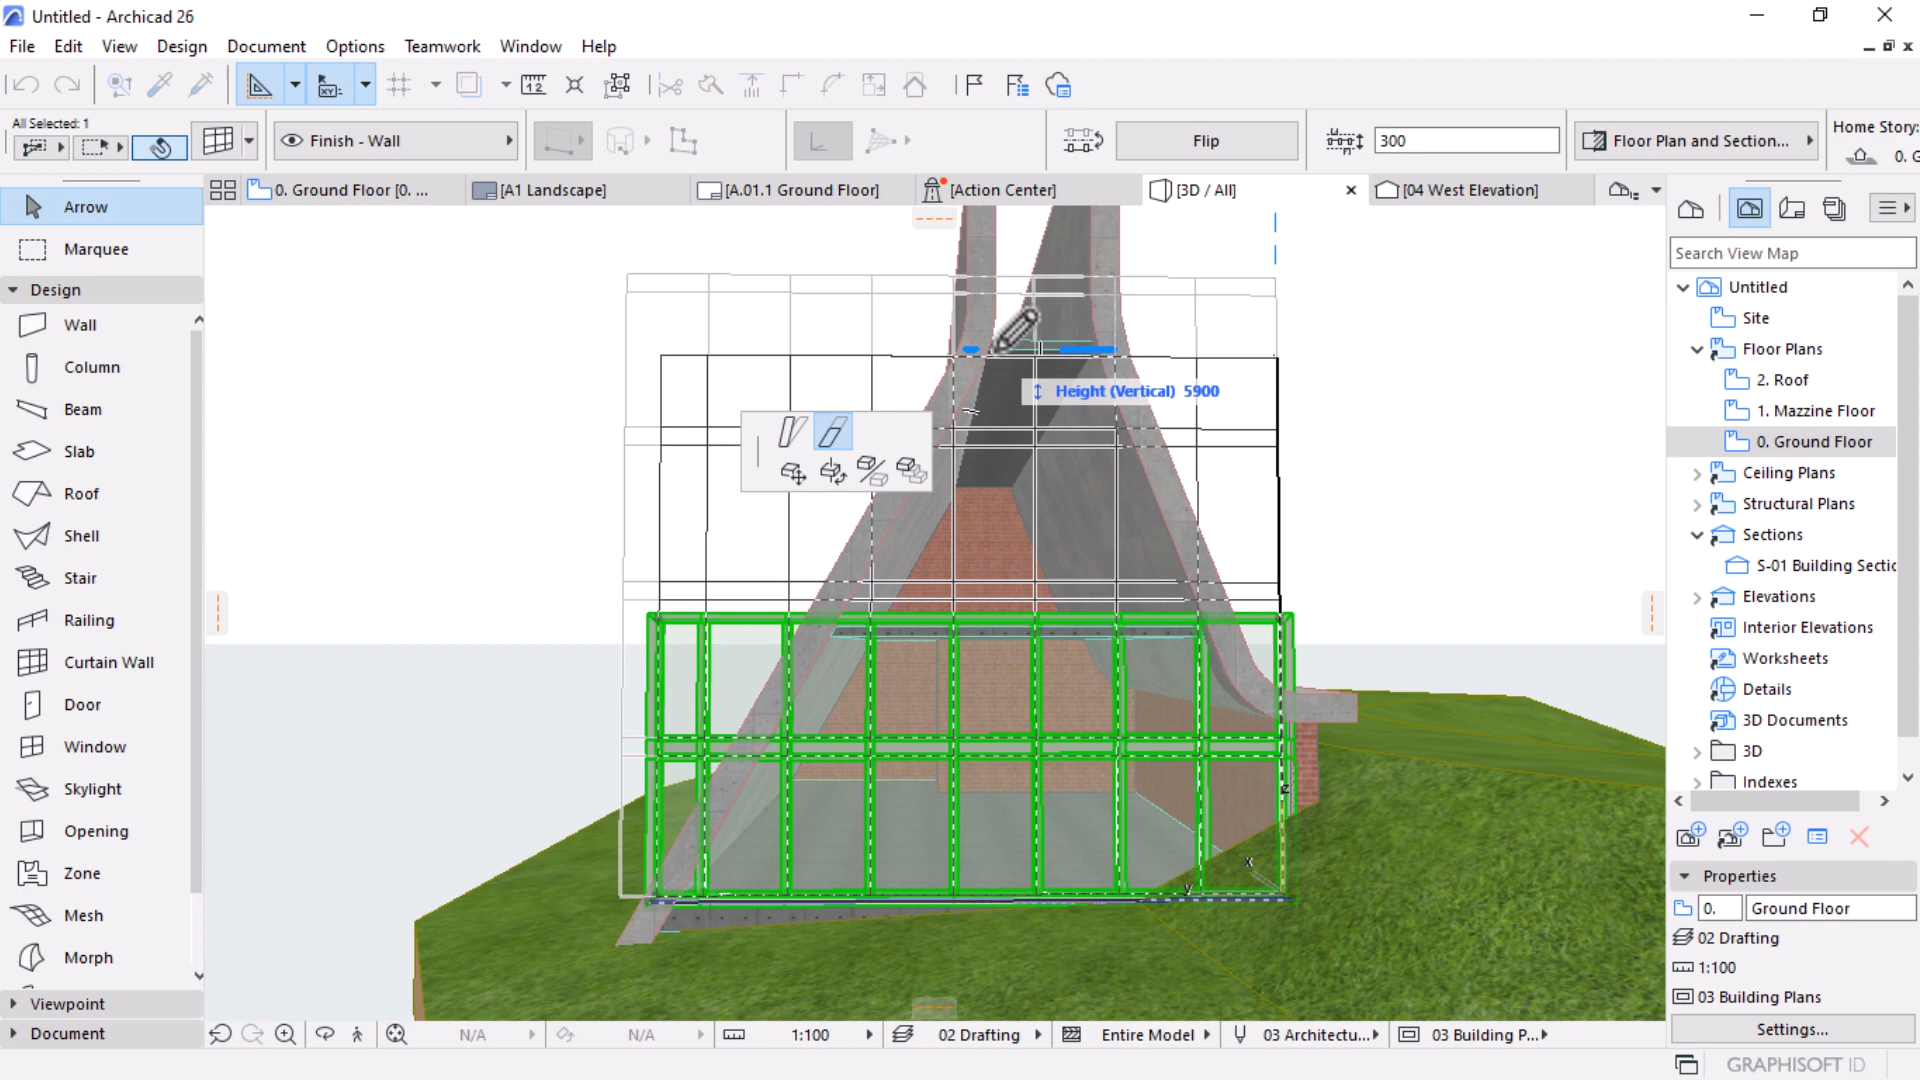 Untitled - Archicad 26
File Edit View Design Document Options Teamwork Window Help
All Selected: 1
Finish - Wall
Flip
300
Floor Plan and Section...
Home Story:
0. G
0. Ground Floor [0. ...
[A1 Landscape]
[A.01.1 Ground Floor]
[Action Center]
[3D / All]
[04 West Elevation]
Arrow
Marquee
Design
Wall
Column
Beam
Slab
Roof
Shell
Stair
Railing
Curtain Wall
Door
Window
Skylight
Opening
Zone
Mesh
Morph
Viewpoint
Document
Height (Vertical) 5900
z
x
y
Search View Map
Untitled
Site
Floor Plans
2. Roof
1. Mazzine Floor
0. Ground Floor
Ceiling Plans
Structural Plans
Sections
S-01 Building Sectic
Elevations
Interior Elevations
Worksheets
Details
3D Documents
3D
Indexes
Properties
0. Ground Floor
02 Drafting
1:100
03 Building Plans
Settings...
N/A
N/A
1:100
02 Drafting
Entire Model
03 Architectu...
03 Building P...
GRAPHISOFT ID